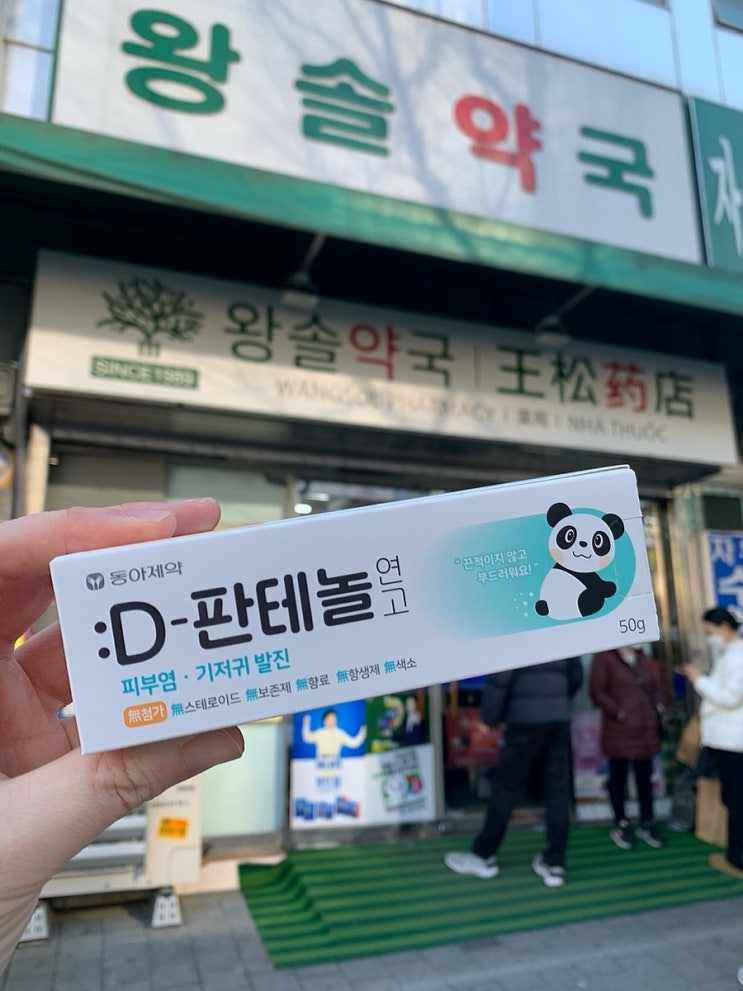 왕솔약국
자
SINCE 1989
왕솔약국 | 王松药店
WANGSOL PHARMACY | 薬局 | NHÀ THUỐC
동아제약
:D-판테놀 연고
"끈적이지 않고
부드러워요!"
피부염 · 기저귀 발진
50g
無첨가 無스테로이드 無보존제 無향료 無항생제 無색소